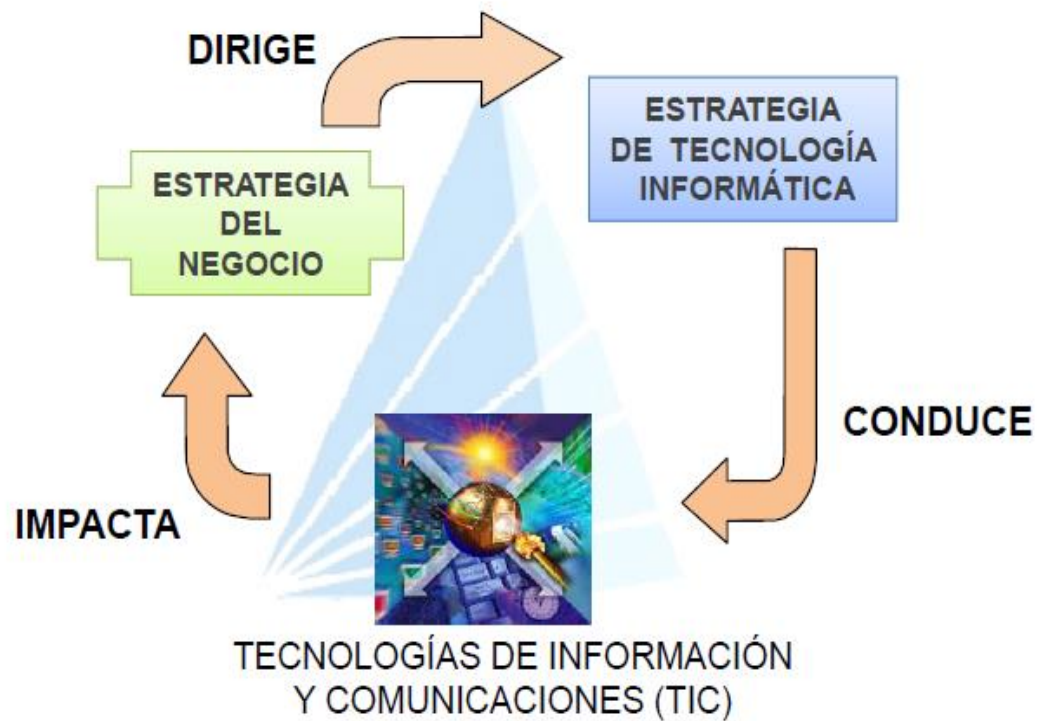 DIRIGE
ESTRATEGIA
DE TECNOLOGÍA
INFORMÁTICA
ESTRATEGIA
DEL
NEGOCIO
CONDUCE
IMPACTA
TECNOLOGÍAS DE INFORMACIÓN
Y COMUNICACIONES (TIC)